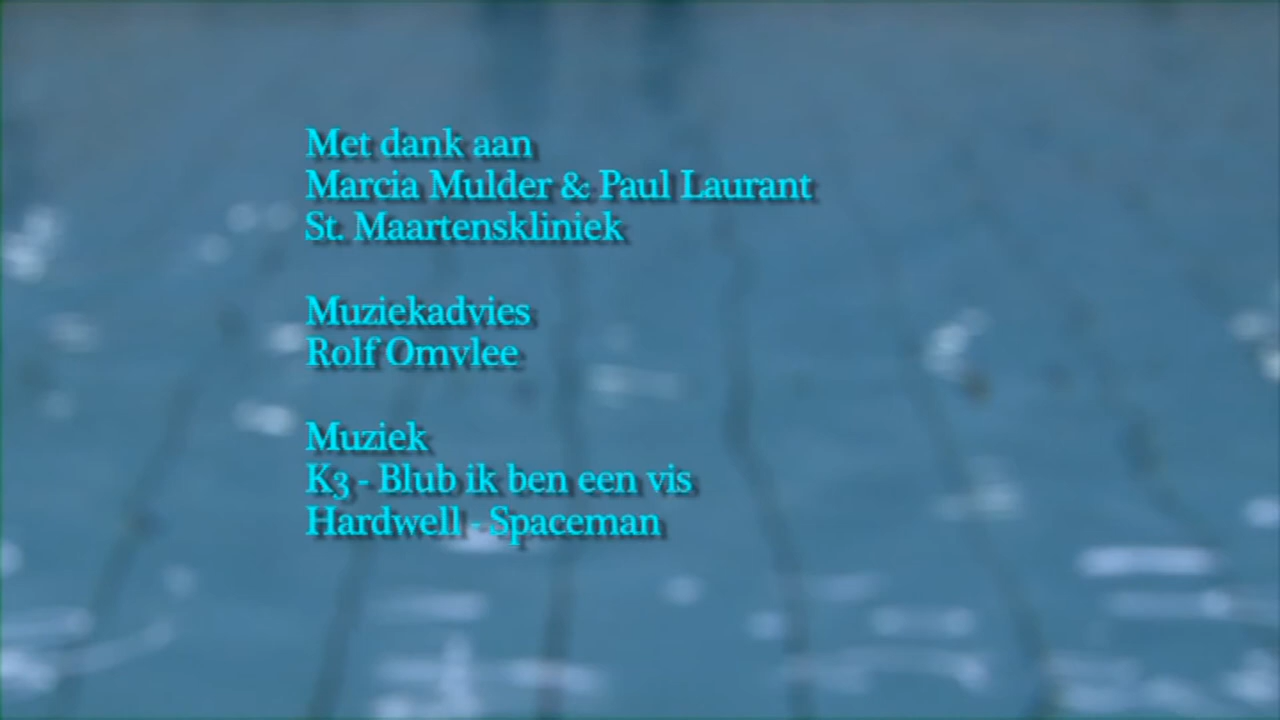 Met dank aan
Marcia Mulder & Paul Laurant
St. Maartenskliniek
Muziekadvies
Rolf Omvlee
Muziek
K3 - Blub ik ben een vis
Hardwell - Spaceman